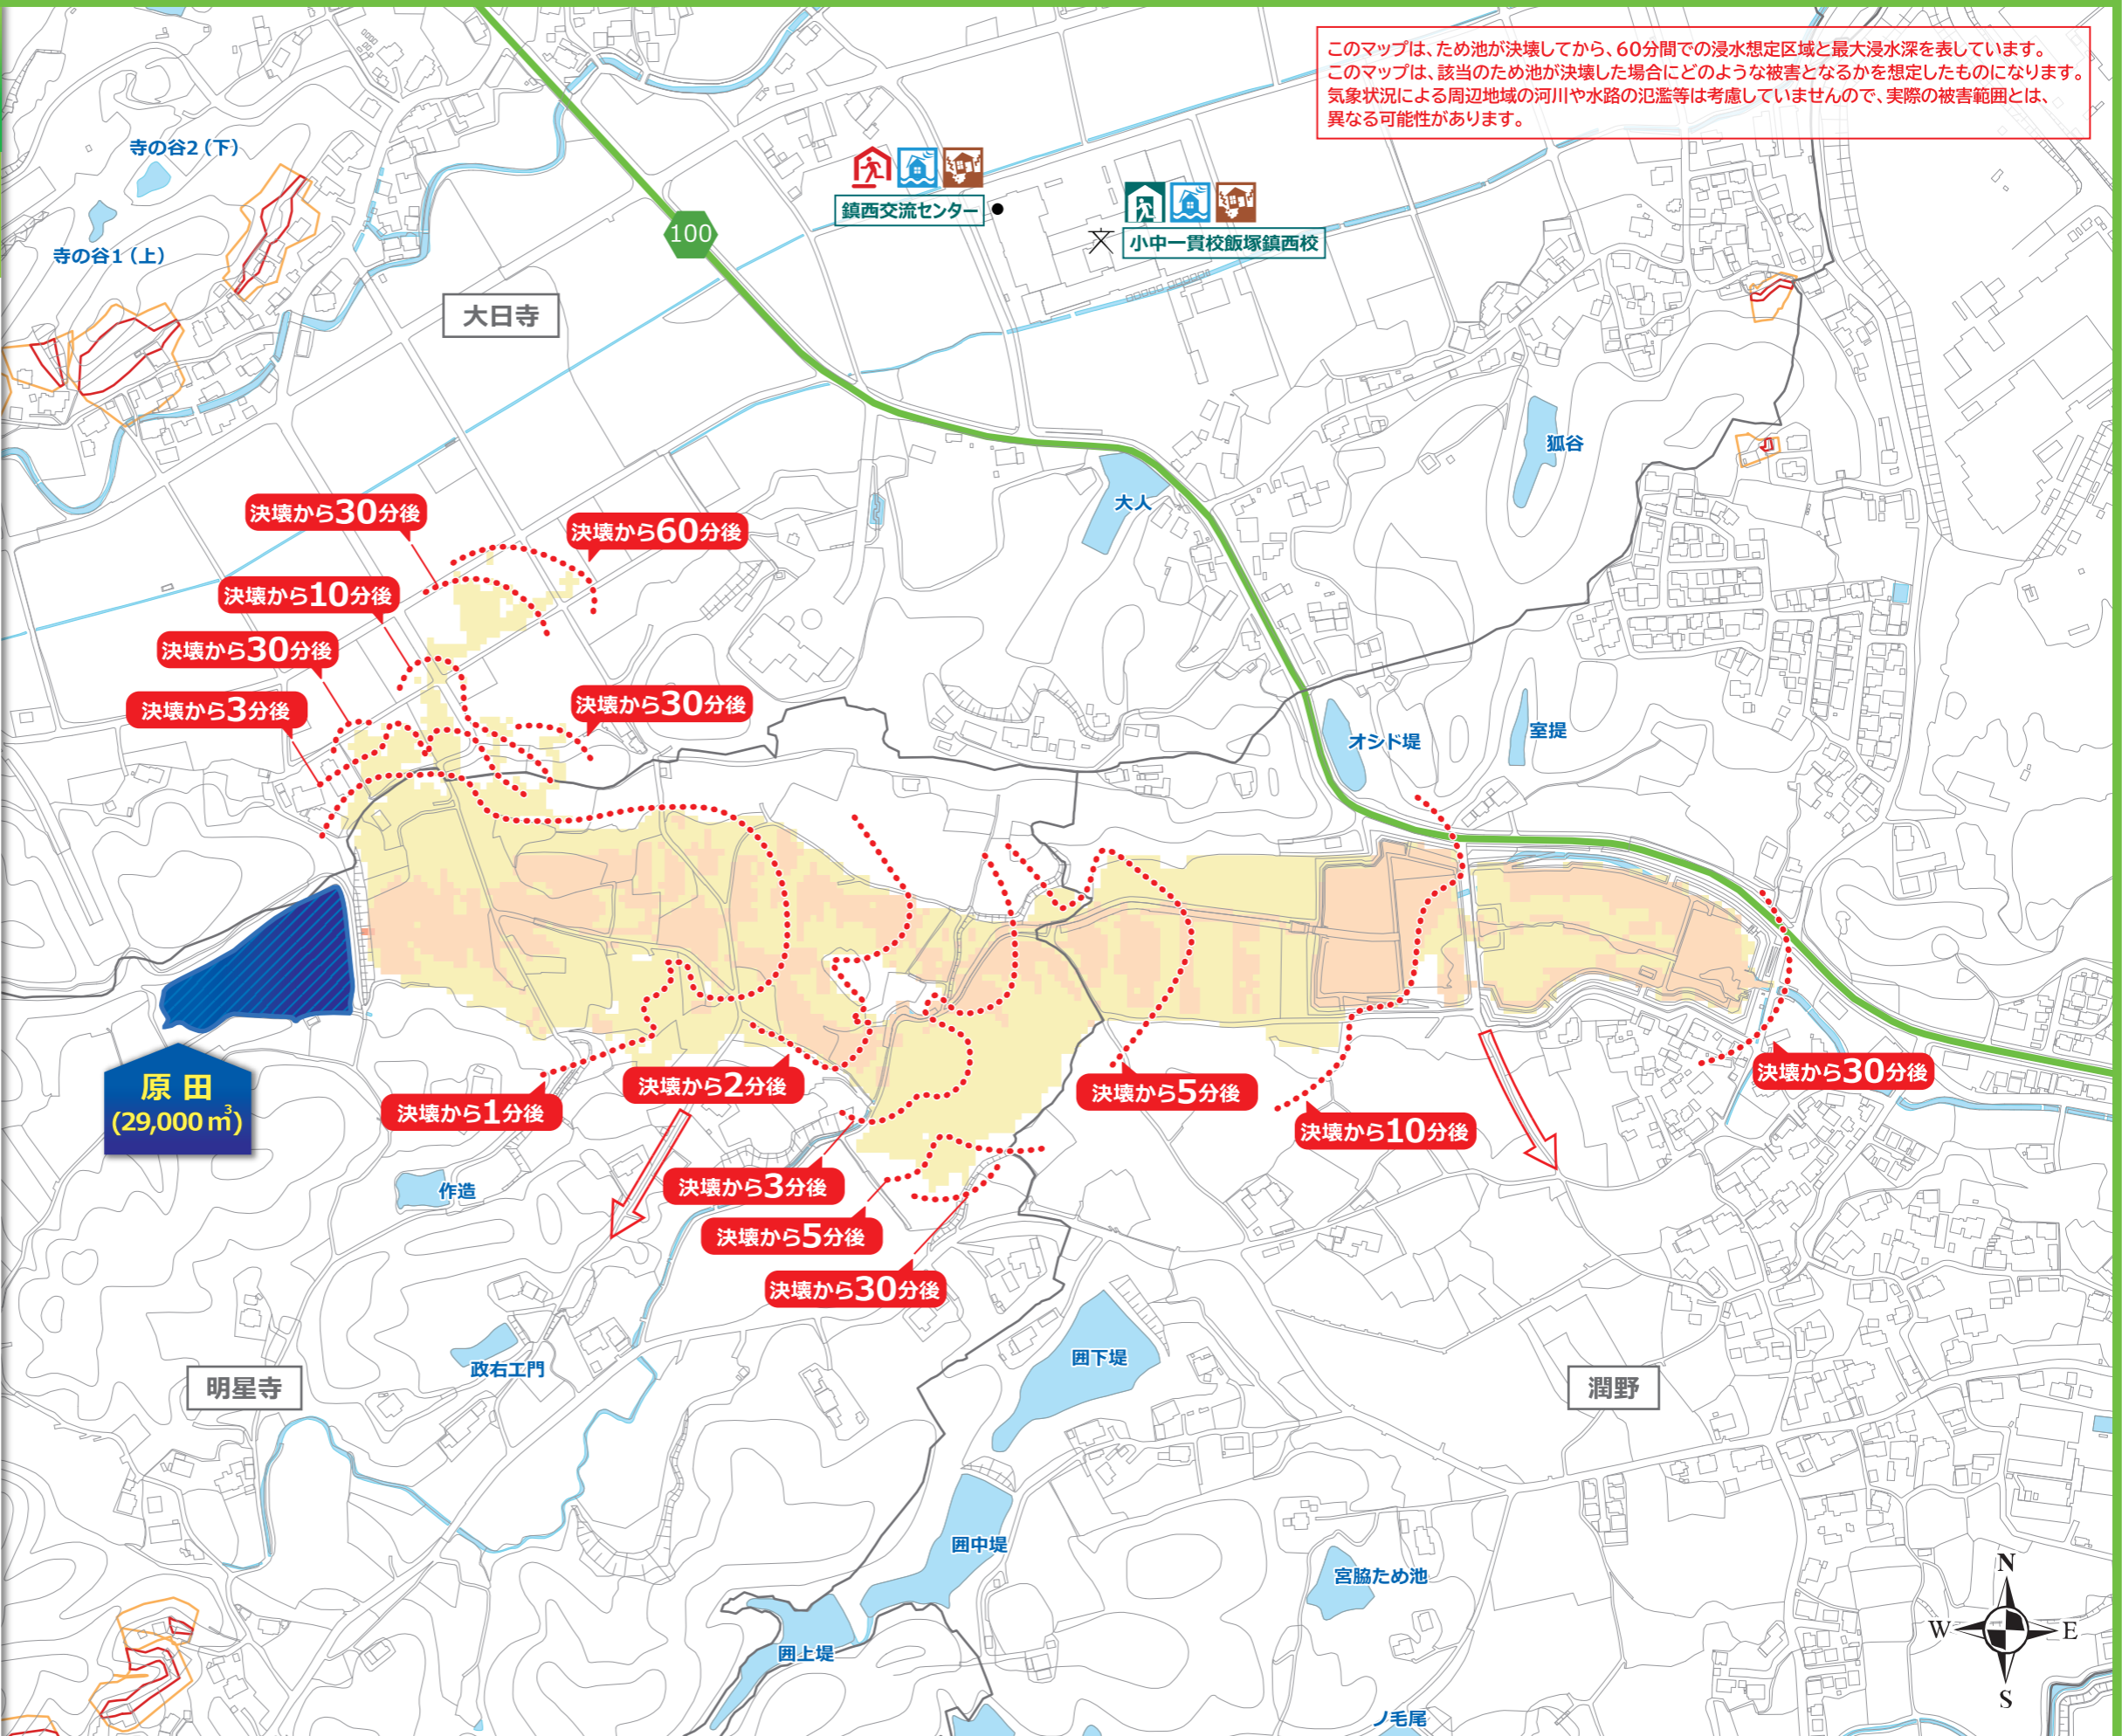 このマップは、ため池が決壊してから、60分間での浸水想定区域と最大浸水深を表しています。
このマップは、該当のため池が決壊した場合にどのような被害となるかを想定したものになります。
気象状況による周辺地域の河川や水路の氾濫等は考慮していませんので、実際の被害範囲とは、
異なる可能性があります。
寺の谷2(下)
寺の谷1(上)
鎮西交流センター
小中一貫校飯塚鎮西校
100
大日寺
狐谷
大人
決壊から30分後
決壊から60分後
決壊から10分後
決壊から30分後
決壊から3分後
決壊から30分後
オシド堤
室提
原田
(29,000㎥)
決壊から1分後
決壊から2分後
決壊から5分後
決壊から10分後
決壊から30分後
決壊から3分後
決壊から5分後
決壊から30分後
作造
政右エ門
囲下堤
明星寺
潤野
囲中堤
宮脇ため池
囲上堤
ノ毛尾
N
W
E
S